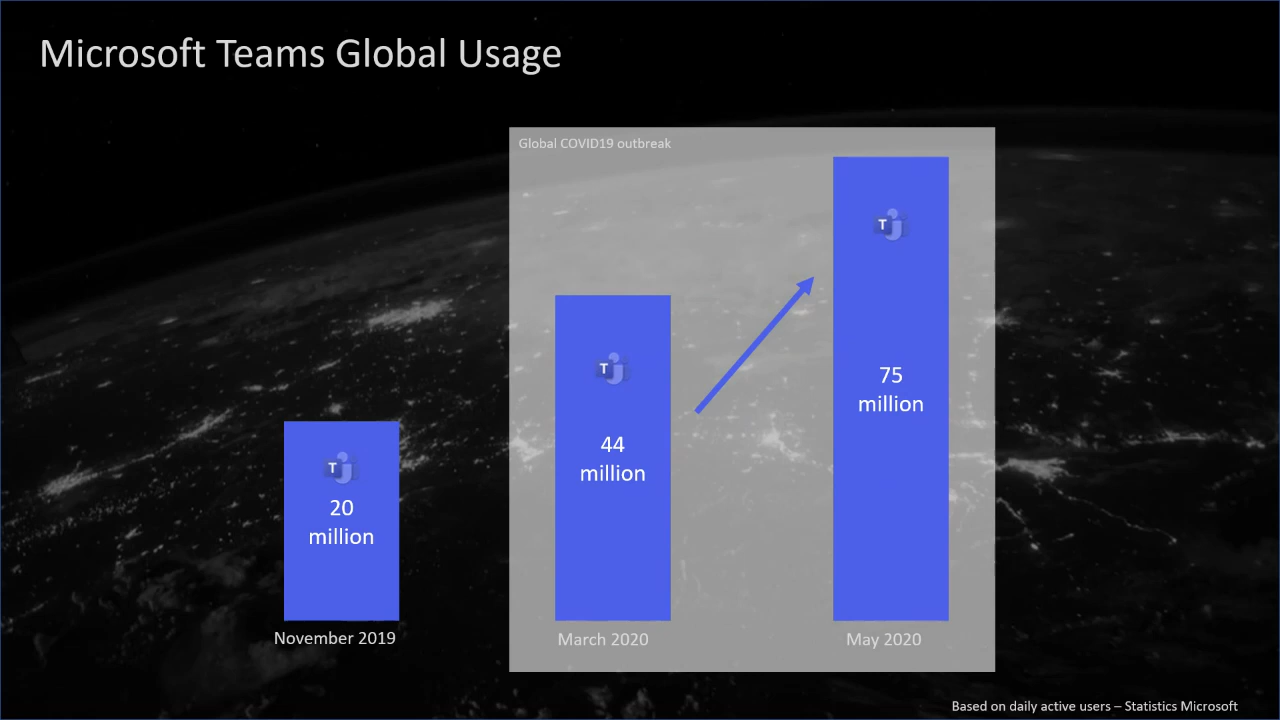 Microsoft Teams Global Usage
Global COVID19 outbreak
T
75
million
T
44
million
T
20
million
November 2019
March 2020
May 2020
Based on daily active users – Statistics Microsoft